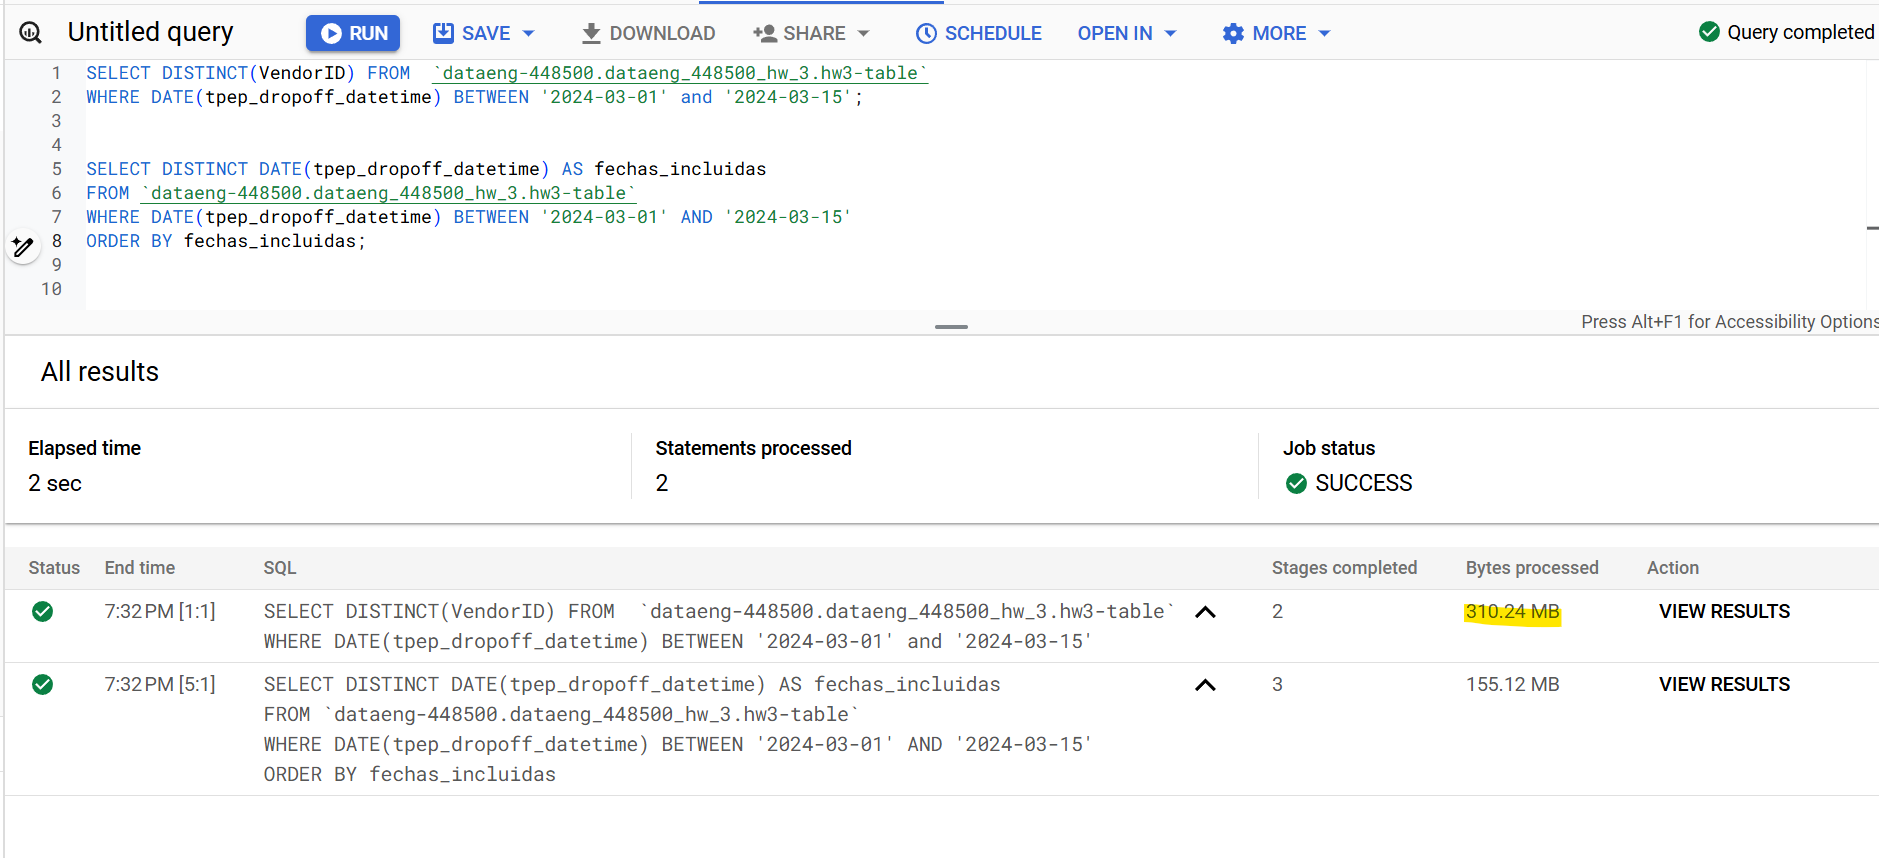 Untitled query RUN SAVE DOWNLOAD SHARE SCHEDULE OPEN IN MORE Query completed
1 SELECT DISTINCT(VendorID) FROM  `dataeng-448500.dataeng_448500_hw_3.hw3-table`
2 WHERE DATE(tpep_dropoff_datetime) BETWEEN '2024-03-01' and '2024-03-15';
3
4
5 SELECT DISTINCT DATE(tpep_dropoff_datetime) AS fechas_incluidas
6 FROM `dataeng-448500.dataeng_448500_hw_3.hw3-table`
7 WHERE DATE(tpep_dropoff_datetime) BETWEEN '2024-03-01' AND '2024-03-15'
8 ORDER BY fechas_incluidas;
9
10
Press Alt+F1 for Accessibility Options
All results
Elapsed time Statements processed Job status
2 sec 2 SUCCESS
Status End time SQL Stages completed Bytes processed Action
7:32 PM [1:1] SELECT DISTINCT(VendorID) FROM  `dataeng-448500.dataeng_448500_hw_3.hw3-table` 2 310.24 MB VIEW RESULTS
WHERE DATE(tpep_dropoff_datetime) BETWEEN '2024-03-01' and '2024-03-15'
7:32 PM [5:1] SELECT DISTINCT DATE(tpep_dropoff_datetime) AS fechas_incluidas 3 155.12 MB VIEW RESULTS
FROM `dataeng-448500.dataeng_448500_hw_3.hw3-table`
WHERE DATE(tpep_dropoff_datetime) BETWEEN '2024-03-01' AND '2024-03-15'
ORDER BY fechas_incluidas